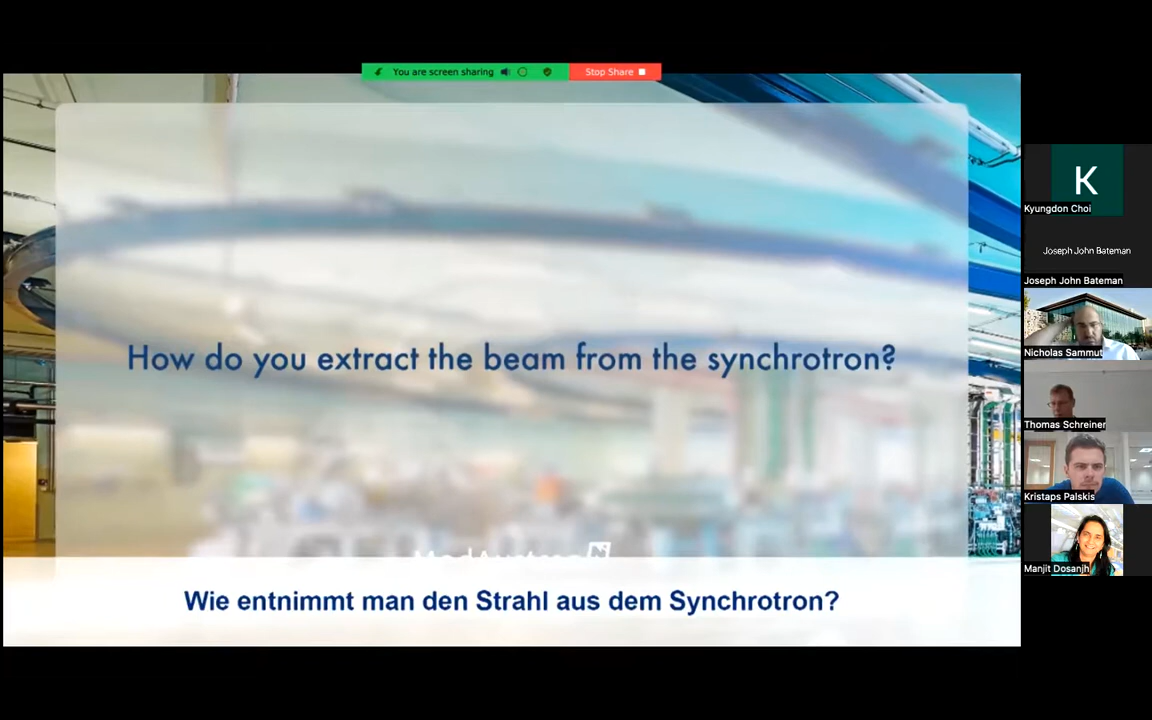 You are screen sharing
Stop Share
How do you extract the beam from the synchrotron?
Wie entnimmt man den Strahl aus dem Synchrotron?
K
Kyungdon Choi
Joseph John Bateman
Joseph John Bateman
Nicholas Sammut
Thomas Schreiner
Kristaps Palskis
Manjit Dosanjh